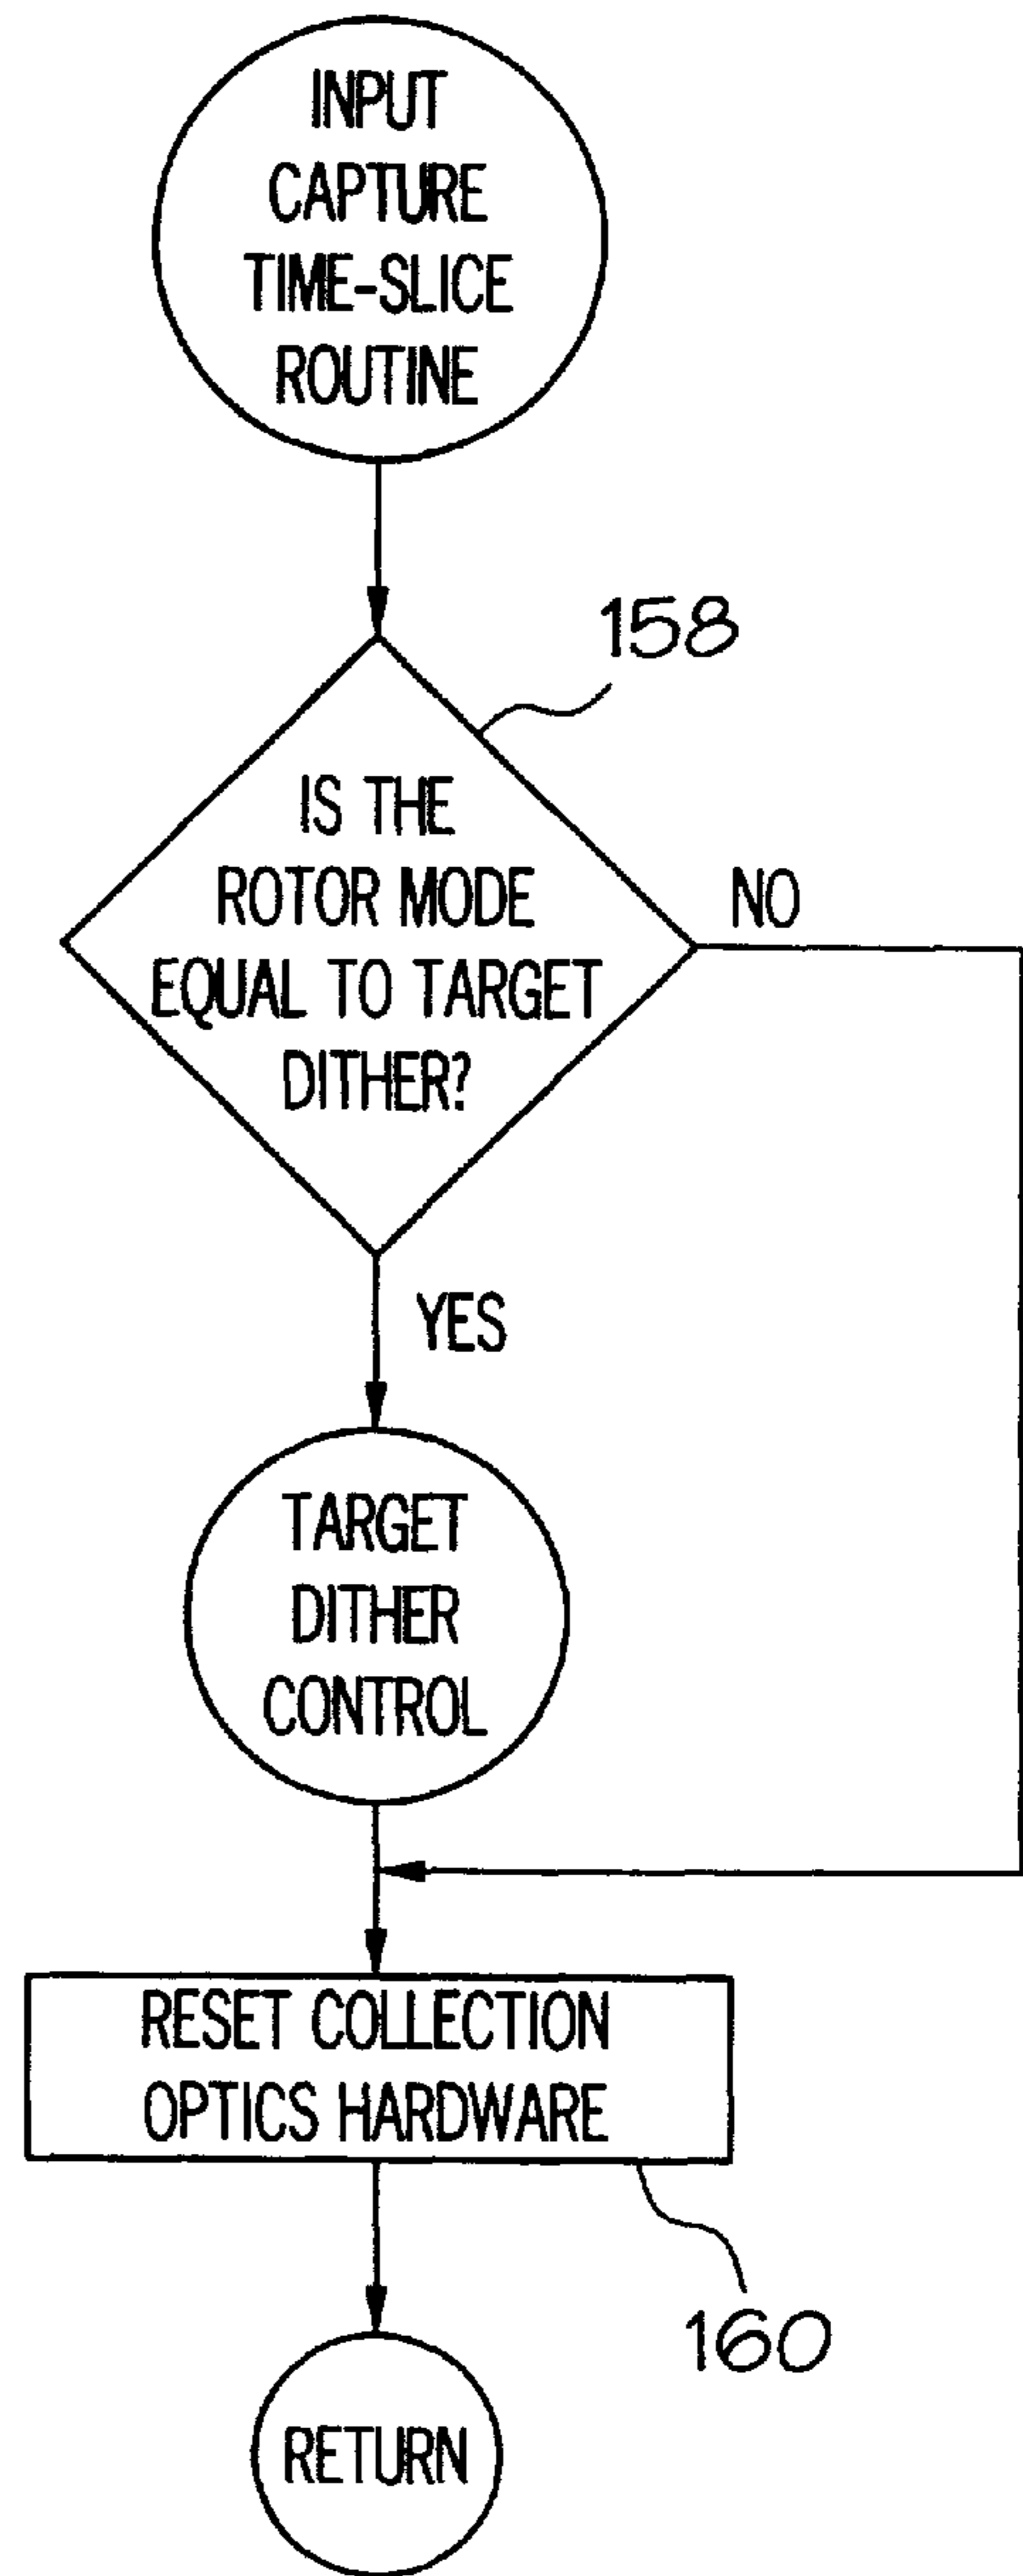 INPUT
CAPTURE
TIME-SLICE
ROUTINE
158
IS THE
ROTOR MODE
EQUAL TO TARGET
DITHER?
NO
YES
TARGET
DITHER
CONTROL
RESET COLLECTION
OPTICS HARDWARE
160
RETURN